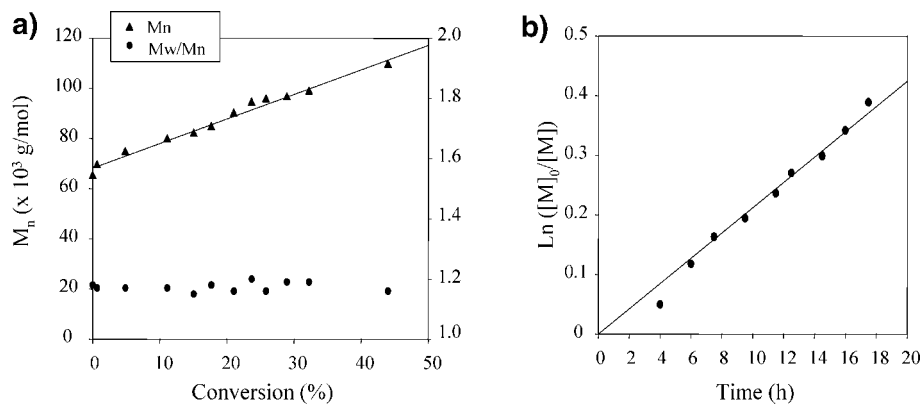 a)
Mn
Mw/Mn
120
100
80
60
40
20
0
2.0
1.8
1.6
1.4
1.2
1.0
0 10 20 30 40 50
M_n (x 10³ g/mol)
Conversion (%)
b)
0.5
0.4
0.3
0.2
0.1
0
0 2 4 6 8 10 12 14 16 18 20
Ln ([M]₀/[M])
Time (h)